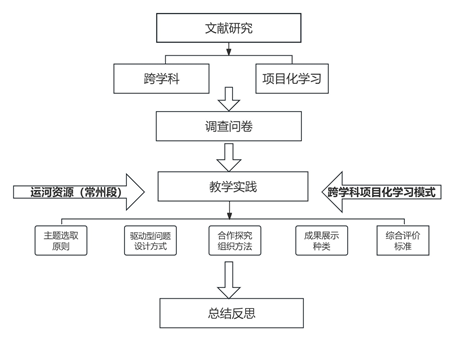 文献研究
跨学科
项目化学习
调查问卷
运河资源（常州段）
教学实践
跨学科项目化学习模式
主题选取
原则
驱动型问题
设计方式
合作探究
组织方法
成果展示
种类
综合评价
标准
总结反思